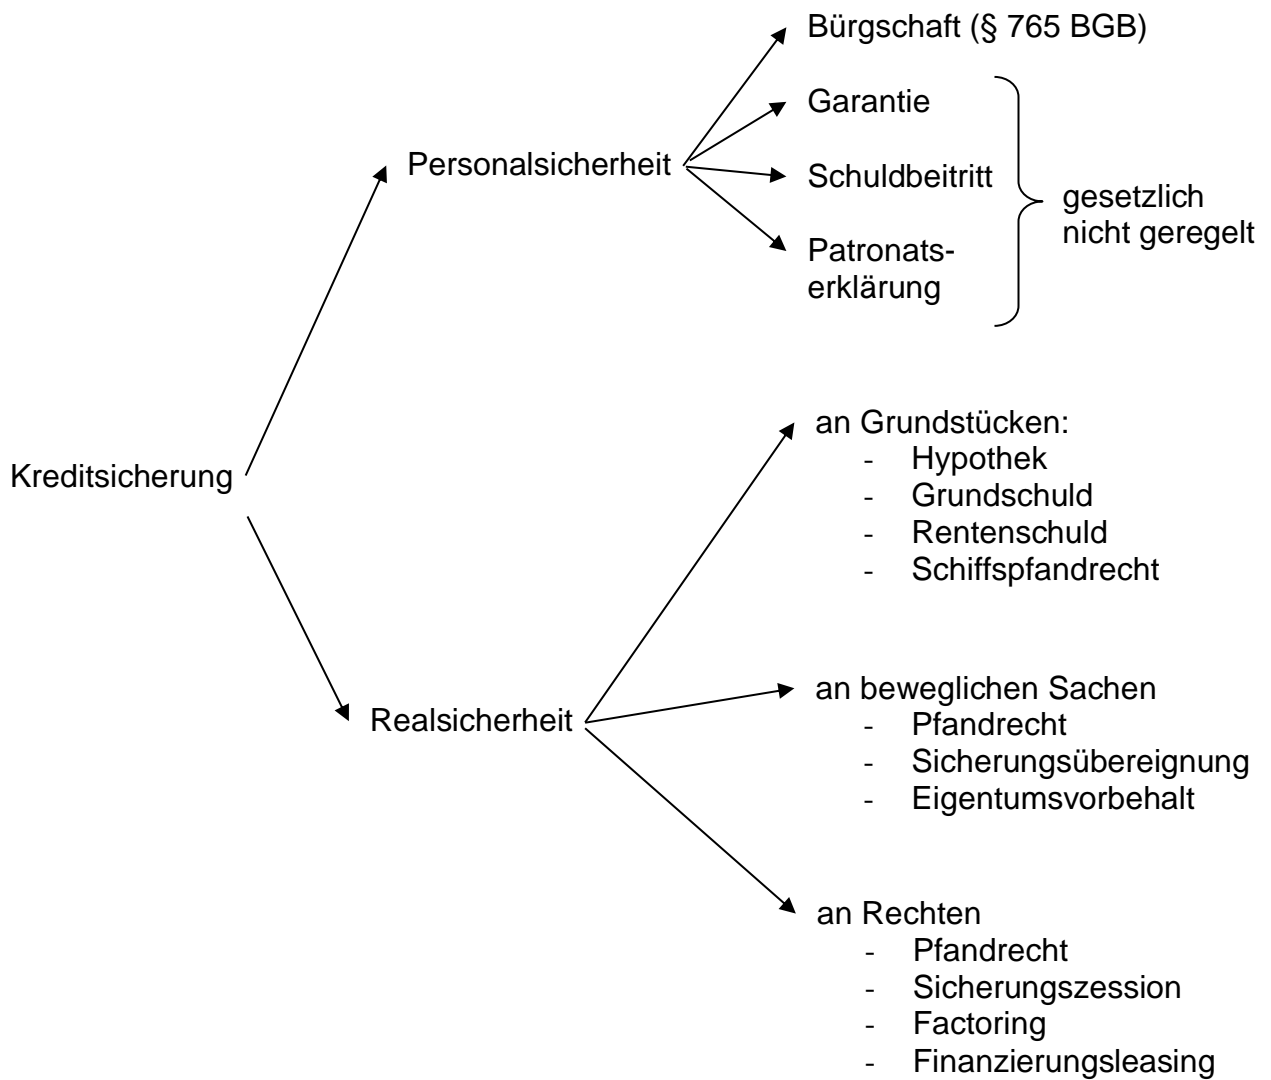 Bürgschaft (§ 765 BGB)
Garantie
Personalsicherheit
Schuldbeitritt
gesetzlich
nicht geregelt
Patronats-
erklärung
an Grundstücken:
- Hypothek
Kreditsicherung
- Grundschuld
- Rentenschuld
- Schiffspfandrecht
an beweglichen Sachen
Realsicherheit
- Pfandrecht
- Sicherungsübereignung
- Eigentumsvorbehalt
an Rechten
- Pfandrecht
- Sicherungszession
- Factoring
- Finanzierungsleasing